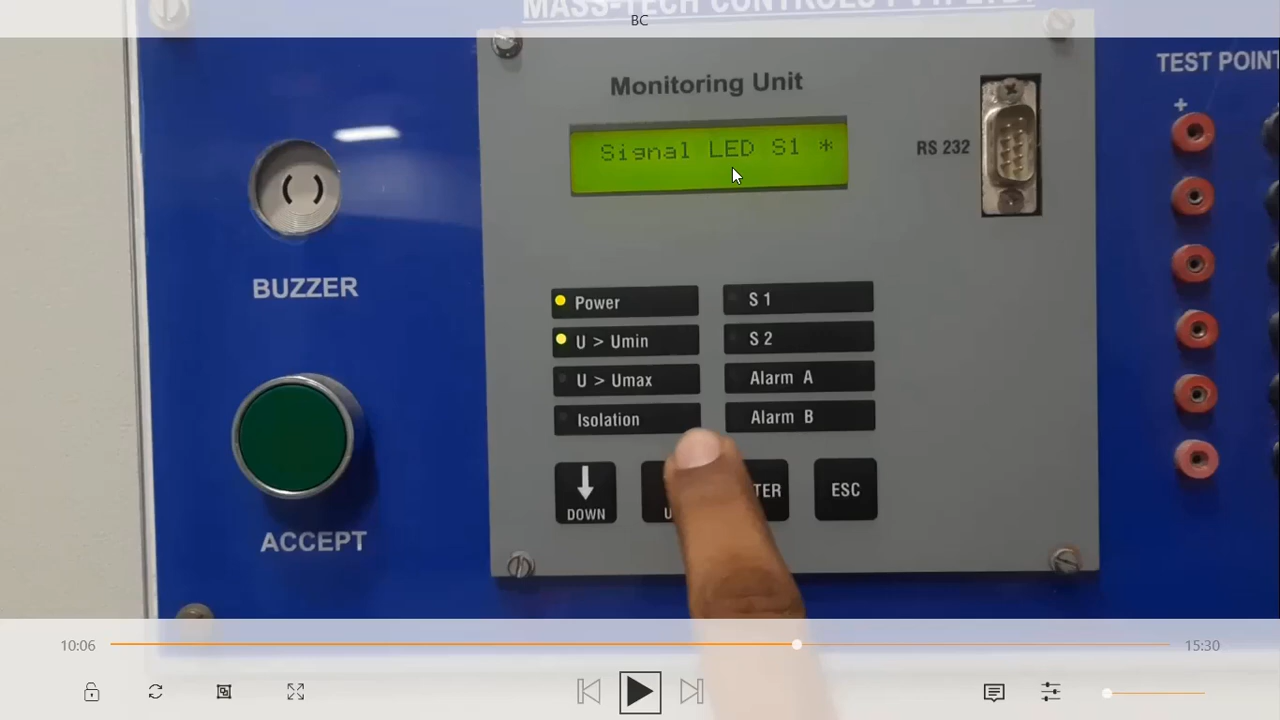 BC
Monitoring Unit
Signal LED S1 *
RS 232
TEST POINT
+
BUZZER
Power
U > Umin
U > Umax
Isolation
S 1
S 2
Alarm A
Alarm B
DOWN
ESC
ACCEPT
10:06
15:30